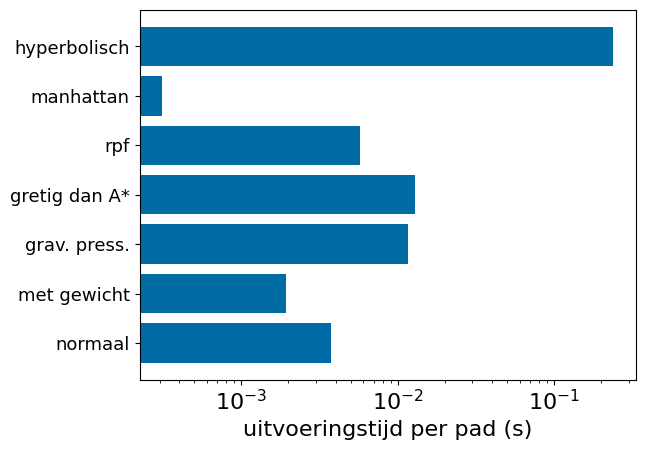 hyperbolisch
manhattan
rpf
gretig dan A*
grav. press.
met gewicht
normaal
10⁻³ 10⁻² 10⁻¹
uitvoeringstijd per pad (s)